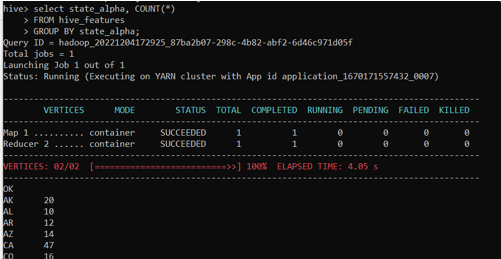 hive> select state_alpha, COUNT(*)
    > FROM hive_features
    > GROUP BY state_alpha;
Query ID = hadoop_20221204172925_87ba2b07-298c-4b82-abf2-6d46c971d05f
Total jobs = 1
Launching Job 1 out of 1
Status: Running (Executing on YARN cluster with App id application_1670171557432_0007)
----------------------------------------------------------------------------------------------
        VERTICES      MODE        STATUS  TOTAL  COMPLETED  RUNNING  PENDING  FAILED  KILLED
----------------------------------------------------------------------------------------------
Map 1 .......... container     SUCCEEDED      1          1        0        0       0       0
Reducer 2 ...... container     SUCCEEDED      1          1        0        0       0       0
----------------------------------------------------------------------------------------------
VERTICES: 02/02  [==========================>>] 100%  ELAPSED TIME: 4.05 s
----------------------------------------------------------------------------------------------
OK
AK      20
AL      10
AR      12
AZ      14
CA      47
CO      16